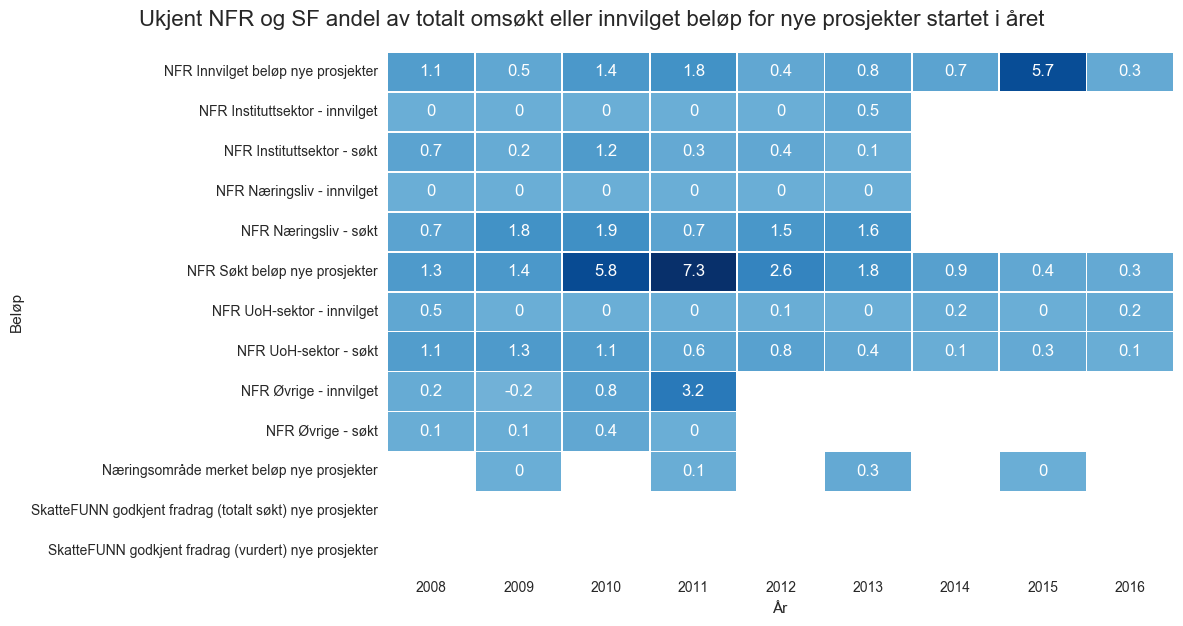 Ukjent NFR og SF andel av totalt omsøkt eller innvilget beløp for nye prosjekter startet i året
NFR Innvilget beløp nye prosjekter 1.1 0.5 1.4 1.8 0.4 0.8 0.7 5.7 0.3
NFR Instituttsektor - innvilget 0 0 0 0 0 0.5
NFR Instituttsektor - søkt 0.7 0.2 1.2 0.3 0.4 0.1
NFR Næringsliv - innvilget 0 0 0 0 0 0
NFR Næringsliv - søkt 0.7 1.8 1.9 0.7 1.5 1.6
NFR Søkt beløp nye prosjekter 1.3 1.4 5.8 7.3 2.6 1.8 0.9 0.4 0.3
NFR UoH-sektor - innvilget 0.5 0 0 0 0.1 0 0.2 0 0.2
NFR UoH-sektor - søkt 1.1 1.3 1.1 0.6 0.8 0.4 0.1 0.3 0.1
NFR Øvrige - innvilget 0.2 -0.2 0.8 3.2
NFR Øvrige - søkt 0.1 0.1 0.4 0
Næringsområde merket beløp nye prosjekter 0 0.1 0.3 0
SkatteFUNN godkjent fradrag (totalt søkt) nye prosjekter
SkatteFUNN godkjent fradrag (vurdert) nye prosjekter
Beløp
2008 2009 2010 2011 2012 2013 2014 2015 2016
År